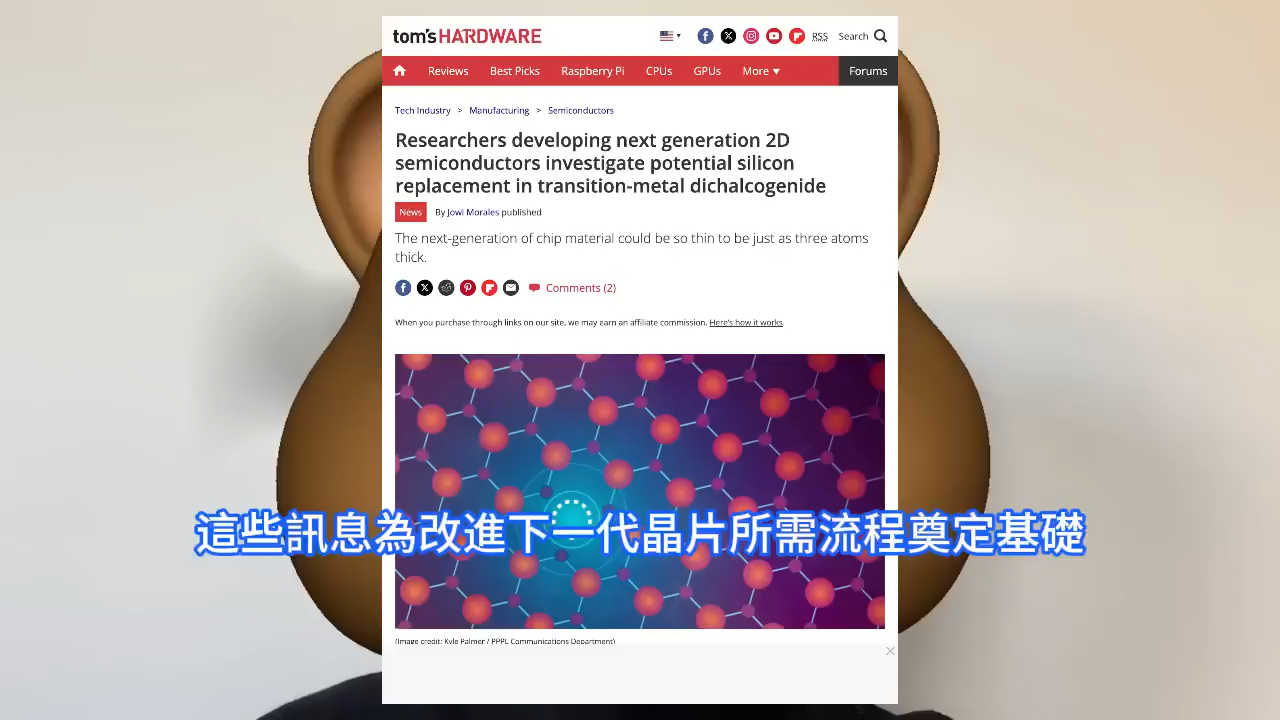 tom's HARDWARE
RSS Search
Reviews Best Picks Raspberry Pi CPUs GPUs More ▼ Forums
Tech Industry > Manufacturing > Semiconductors
Researchers developing next generation 2D
semiconductors investigate potential silicon
replacement in transition-metal dichalcogenide
News By Jowi Morales published
The next-generation of chip material could be so thin to be just as three atoms
thick.
Comments (2)
When you purchase through links on our site, we may earn an affiliate commission. Here's how it works.
這些訊息為改進下一代晶片所需流程奠定基礎
(Image credit: Kyle Palmer / PPPL Communications Department)